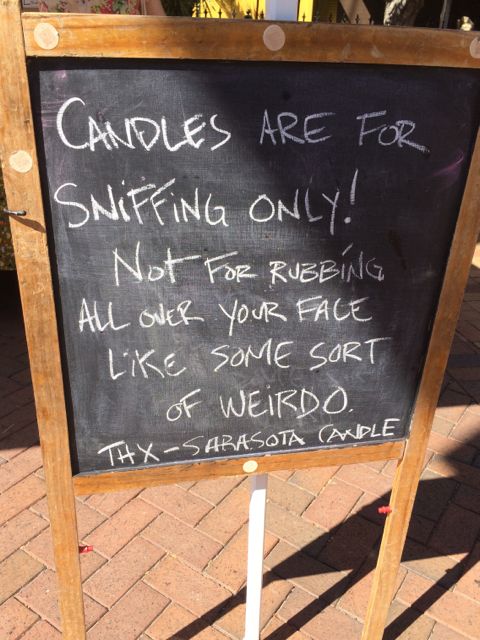 CANDLES ARE FOR
SNIFFING ONLY!
NOT FOR RUBBING
ALL OVER YOUR FACE
LIKE SOME SORT
OF WEIRDO.
THX-SARASOTA CANDLE